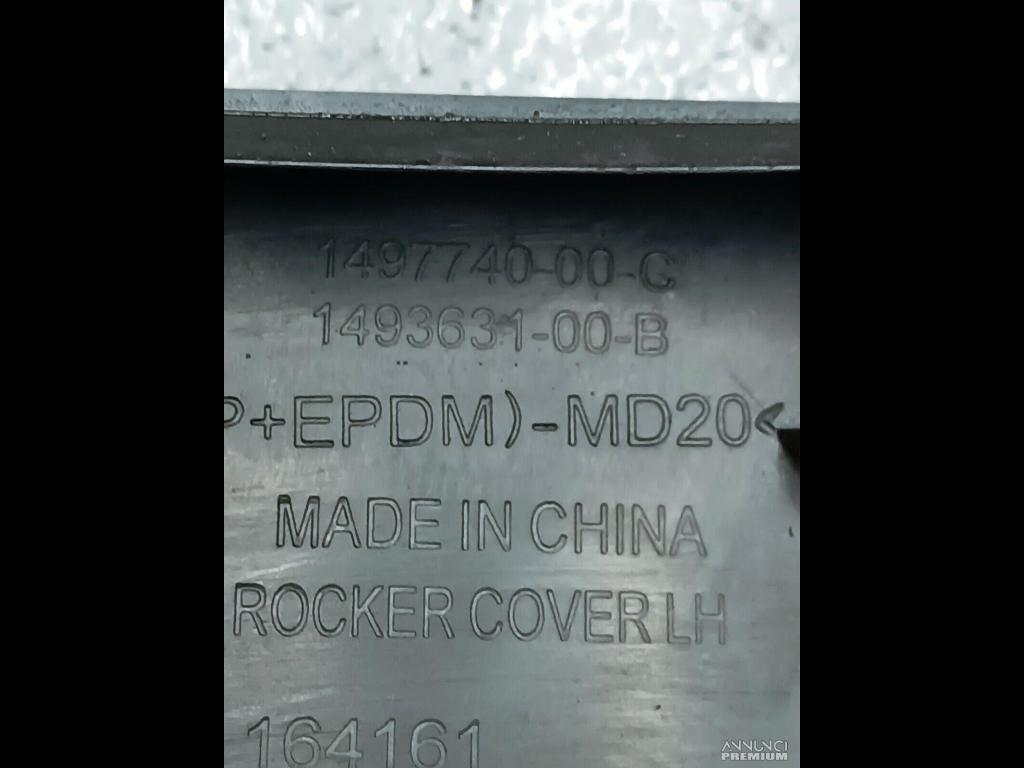 1497740-00-C
1493631-00-B
P+EPDM)-MD20<
MADE IN CHINA
ROCKER COVER LH
164161
ANNUNCI
PREMIUM